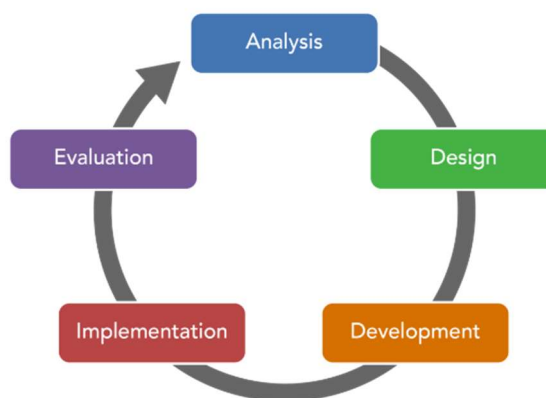 Analysis
Design
Development
Implementation
Evaluation